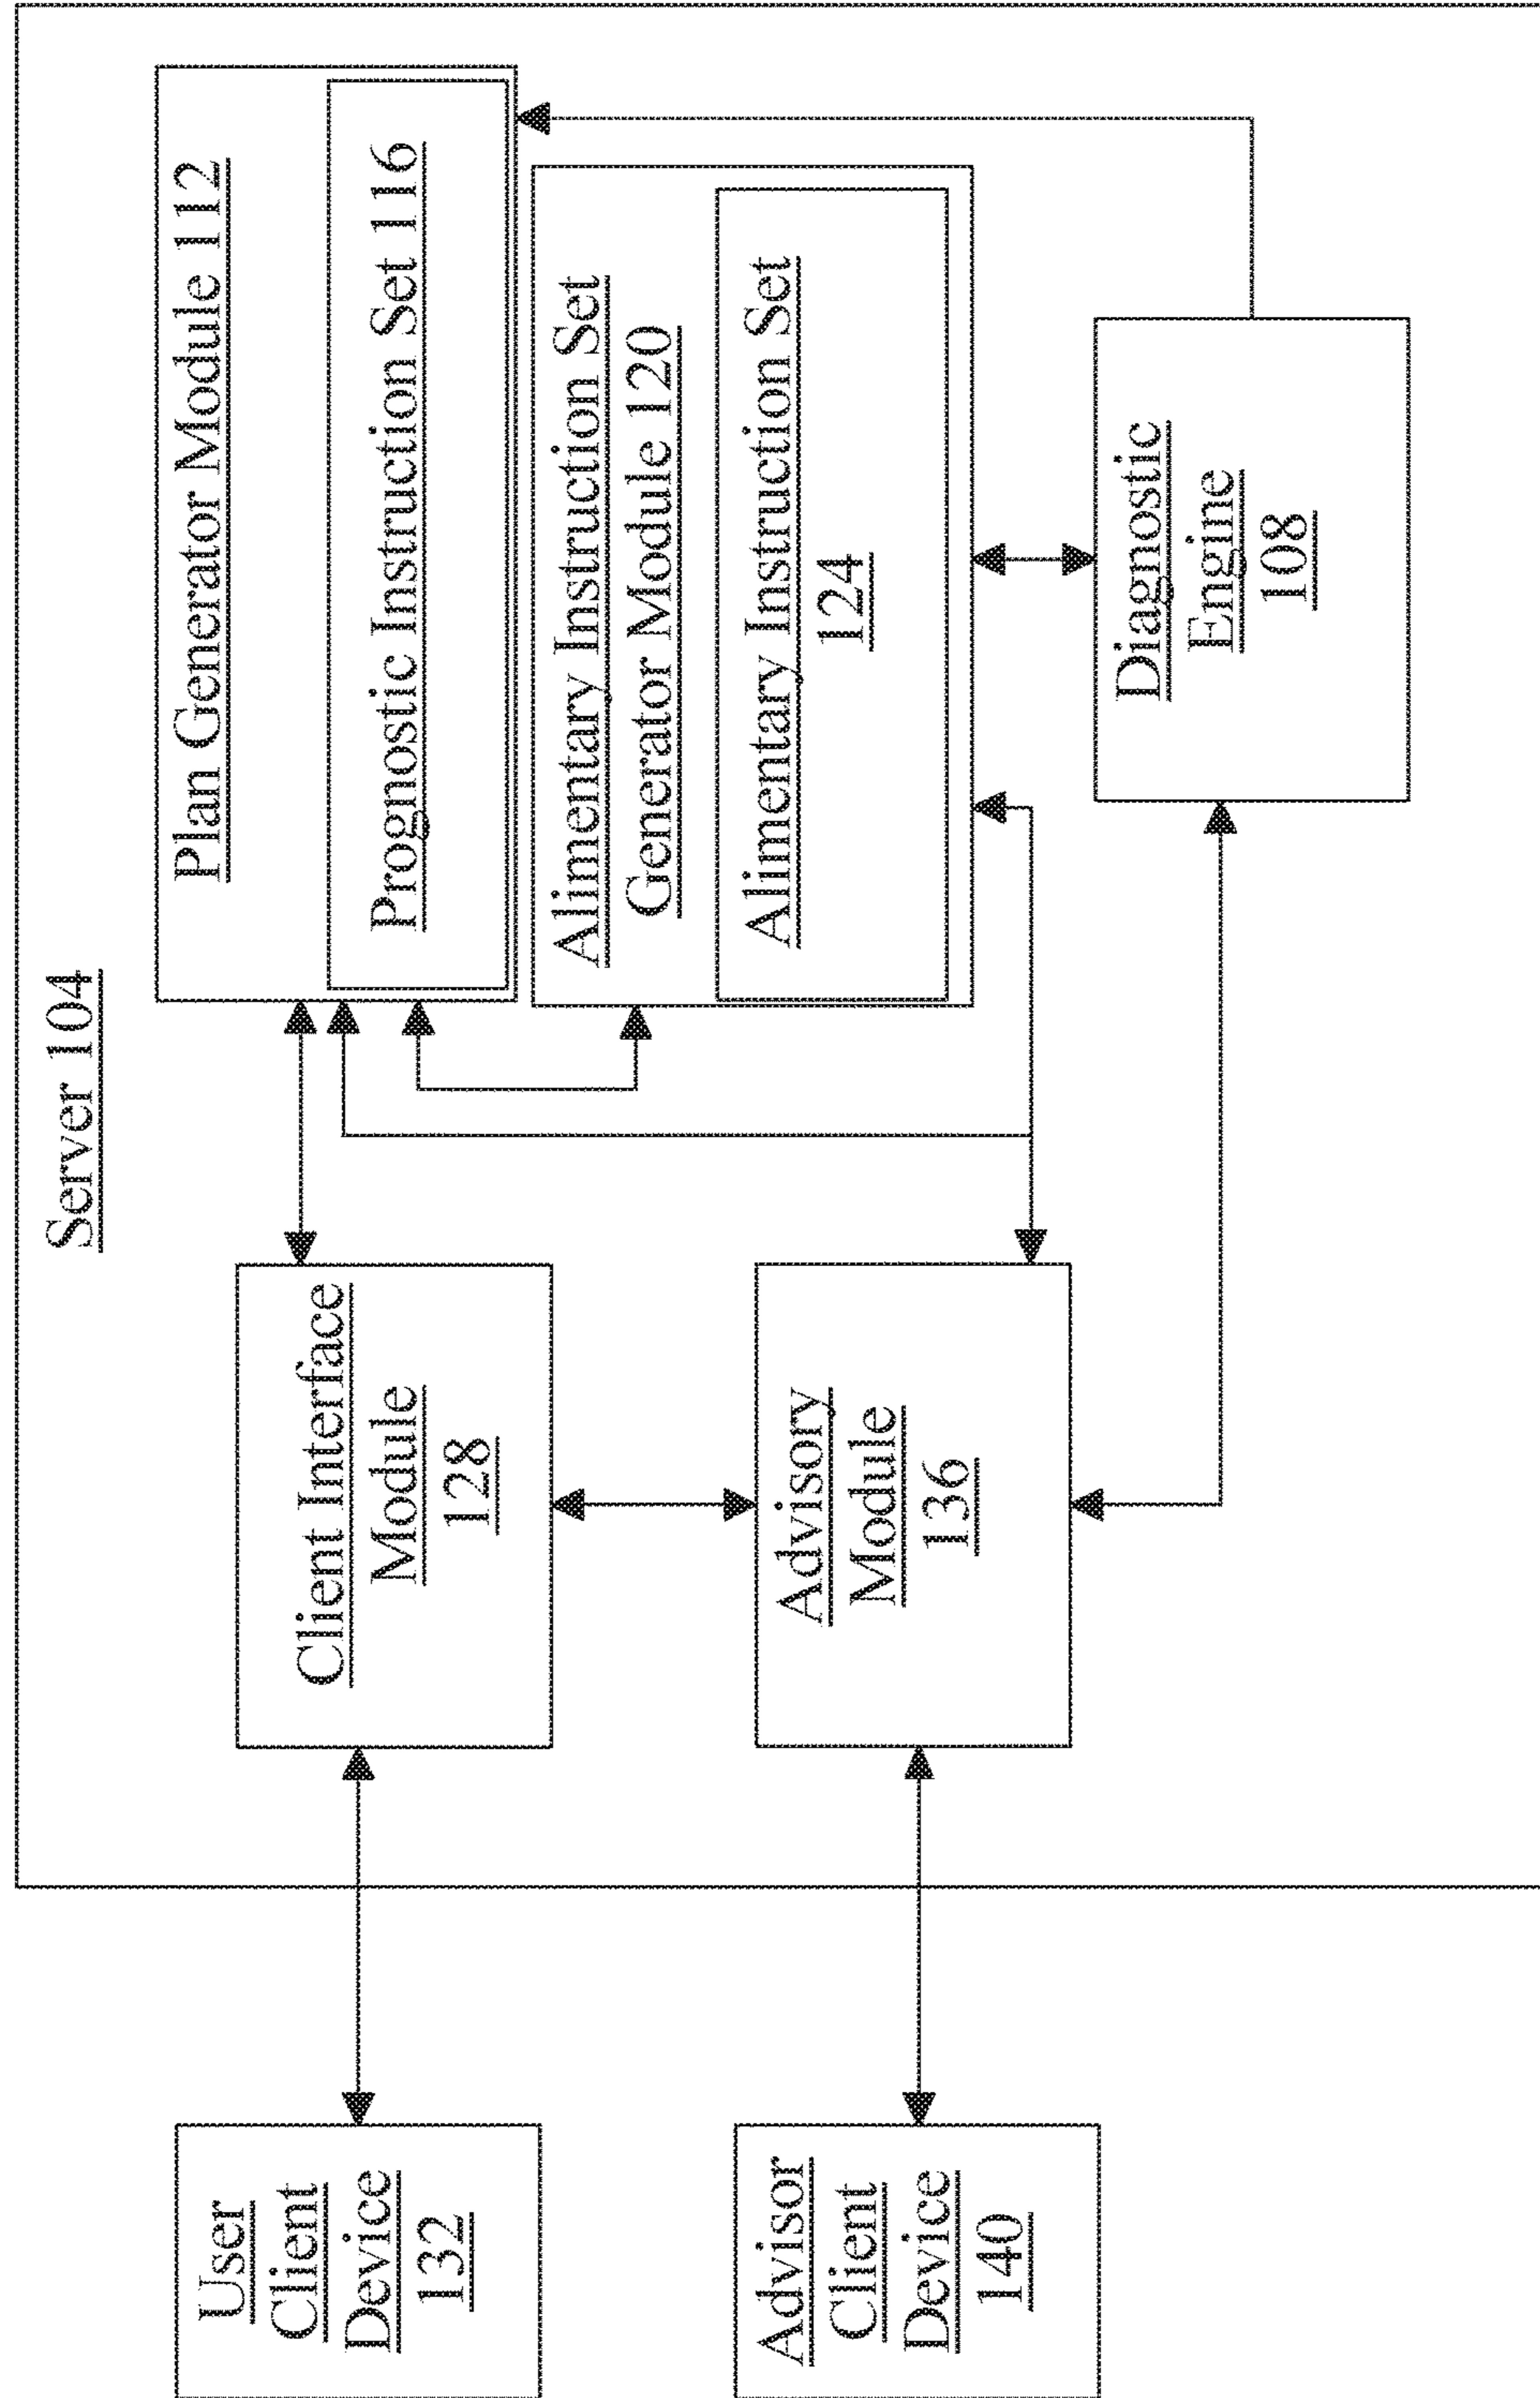 Server 104
User
Client
Device
132
Client Interface
Module
128
Plan Generator Module 112
Prognostic Instruction Set 116
Alimentary Instruction Set
Generator Module 120
Alimentary Instruction Set
124
Advisor
Client
Device
140
Advisory
Module
136
Diagnostic
Engine
108